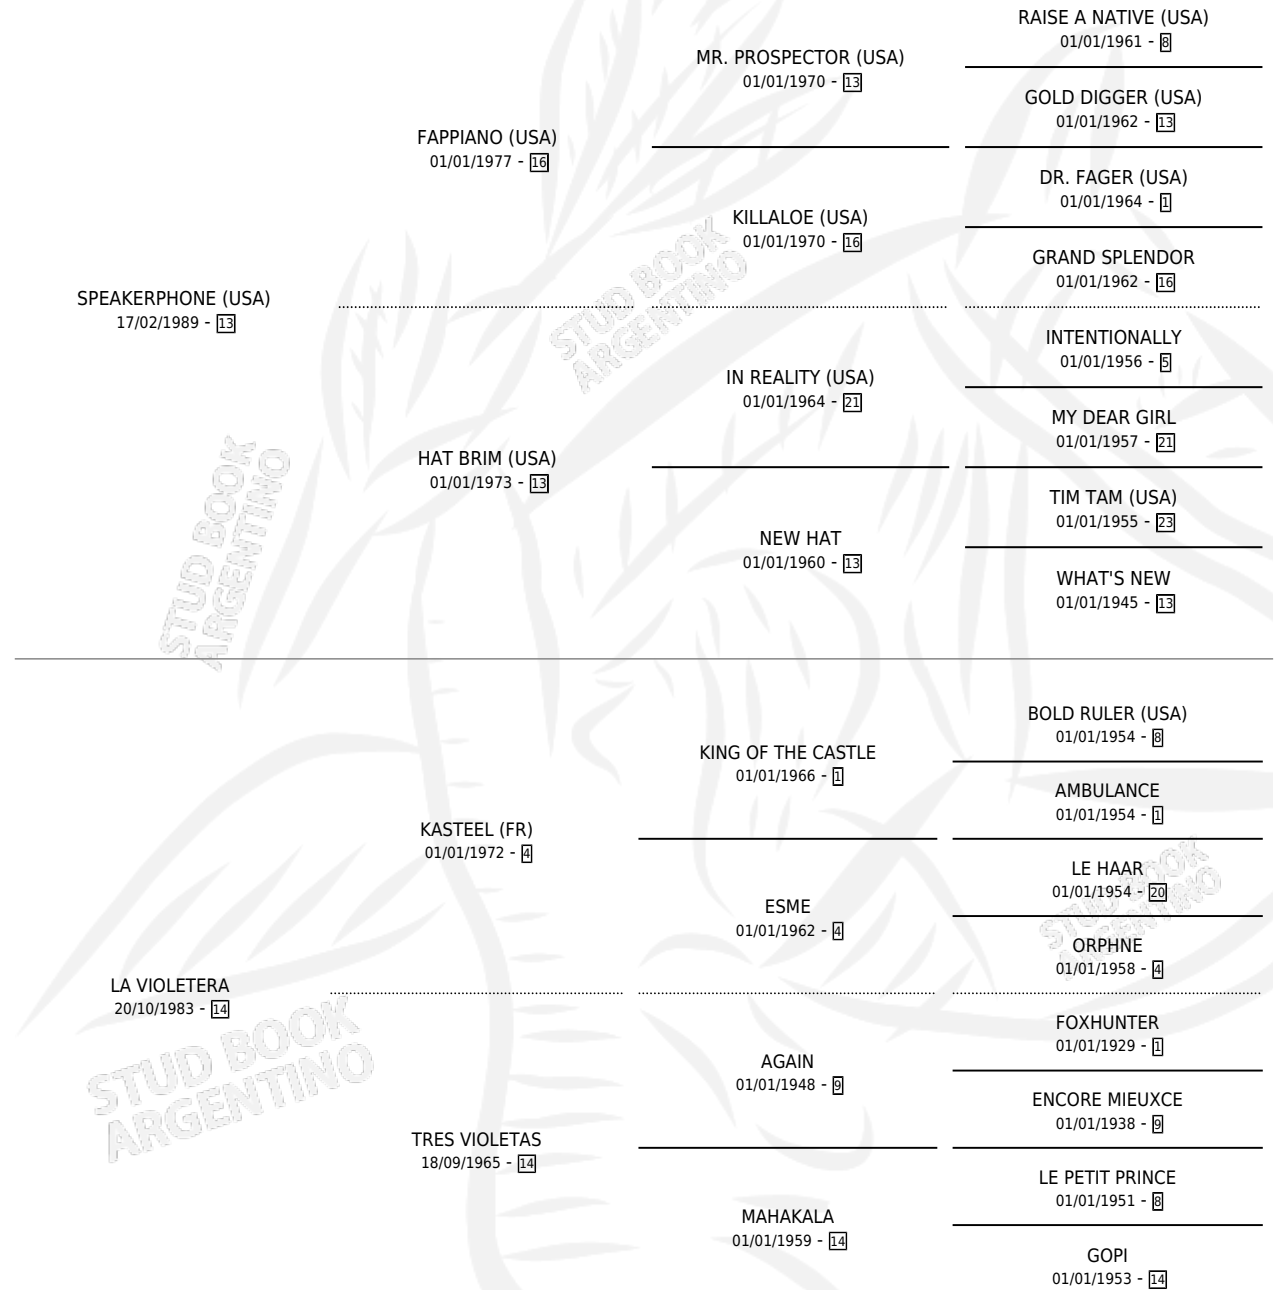 RAISE A NATIVE (USA)
01/01/1961 - 8
MR. PROSPECTOR (USA)
01/01/1970 - 13
GOLD DIGGER (USA)
01/01/1962 - 13
FAPPIANO (USA)
01/01/1977 - 16
DR. FAGER (USA)
01/01/1964 - 1
KILLALOE (USA)
01/01/1970 - 16
GRAND SPLENDOR
01/01/1962 - 16
SPEAKERPHONE (USA)
17/02/1989 - 13
INTENTIONALLY
01/01/1956 - 5
IN REALITY (USA)
01/01/1964 - 21
MY DEAR GIRL
01/01/1957 - 21
HAT BRIM (USA)
01/01/1973 - 13
TIM TAM (USA)
01/01/1955 - 23
NEW HAT
01/01/1960 - 13
WHAT'S NEW
01/01/1945 - 13
BOLD RULER (USA)
01/01/1954 - 8
KING OF THE CASTLE
01/01/1966 - 1
AMBULANCE
01/01/1954 - 1
KASTEEL (FR)
01/01/1972 - 4
LE HAAR
01/01/1954 - 20
ESME
01/01/1962 - 4
ORPHNE
01/01/1958 - 4
LA VIOLETERA
20/10/1983 - 14
FOXHUNTER
01/01/1929 - 1
AGAIN
01/01/1948 - 9
ENCORE MIEUXCE
01/01/1938 - 9
TRES VIOLETAS
18/09/1965 - 14
LE PETIT PRINCE
01/01/1951 - 8
MAHAKALA
01/01/1959 - 14
GOPI
01/01/1953 - 14
STUD BOOK
ARGENTINO
STUD BOOK
ARGENTINO
STUD BOOK
ARGENTINO
STUD BOOK
ARGENTINO